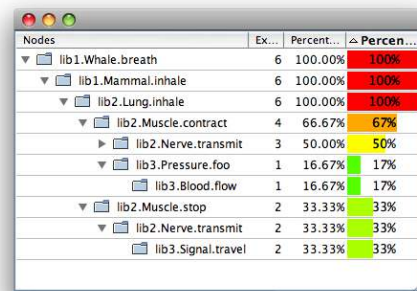 Nodes Ex... Percent... Percen...
lib1.Whale.breath 6 100.00% 100%
lib1.Mammal.inhale 6 100.00% 100%
lib2.Lung.inhale 6 100.00% 100%
lib2.Muscle.contract 4 66.67% 67%
lib2.Nerve.transmit 3 50.00% 50%
lib3.Pressure.foo 1 16.67% 17%
lib3.Blood.flow 1 16.67% 17%
lib2.Muscle.stop 2 33.33% 33%
lib2.Nerve.transmit 2 33.33% 33%
lib3.Signal.travel 2 33.33% 33%